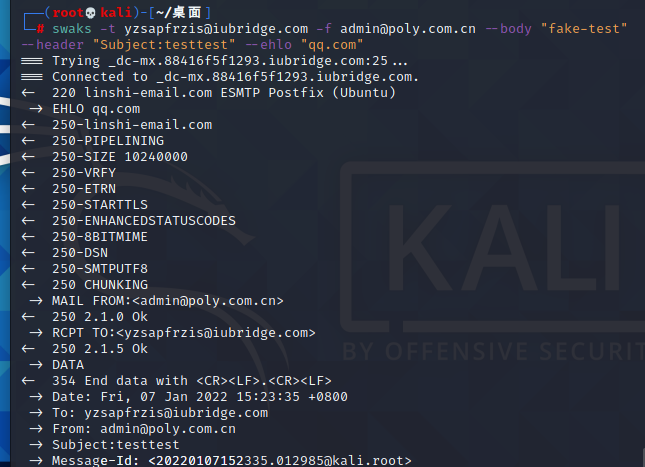 ┌──(root💀kali)-[~/桌面]
└─# swaks -t yzsapfrzis@iubridge.com -f admin@poly.com.cn --body "fake-test"
--header "Subject:testtest" --ehlo "qq.com"
=== Trying _dc-mx.88416f5f1293.iubridge.com:25...
=== Connected to _dc-mx.88416f5f1293.iubridge.com.
<-  220 linshi-email.com ESMTP Postfix (Ubuntu)
 -> EHLO qq.com
<-  250-linshi-email.com
<-  250-PIPELINING
<-  250-SIZE 10240000
<-  250-VRFY
<-  250-ETRN
<-  250-STARTTLS
<-  250-ENHANCEDSTATUSCODES
<-  250-8BITMIME
<-  250-DSN
<-  250-SMTPUTF8
<-  250 CHUNKING
 -> MAIL FROM:<admin@poly.com.cn>
<-  250 2.1.0 Ok
 -> RCPT TO:<yzsapfrzis@iubridge.com>
<-  250 2.1.5 Ok
 -> DATA
<-  354 End data with <CR><LF>.<CR><LF>
 -> Date: Fri, 07 Jan 2022 15:23:35 +0800
 -> To: yzsapfrzis@iubridge.com
 -> From: admin@poly.com.cn
 -> Subject:testtest
 -> Message-Id: <20220107152335.012985@kali.root>
KALI
BY OFFENSIVE SECURIT